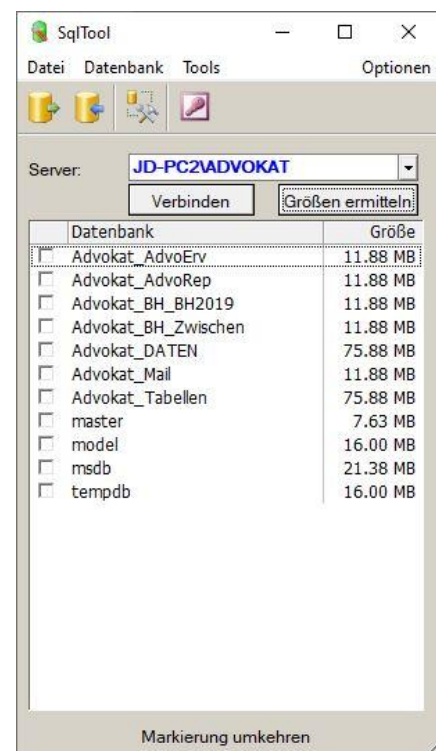 SqlTool
Datei Datenbank Tools Optionen
Server: JD-PC2\ADVOKAT
Verbinden Größen ermitteln
Datenbank Größe
Advokat_AdvoErv 11.88 MB
Advokat_AdvoRep 11.88 MB
Advokat_BH_BH2019 11.88 MB
Advokat_BH_Zwischen 11.88 MB
Advokat_DATEN 75.88 MB
Advokat_Mail 11.88 MB
Advokat_Tabellen 75.88 MB
master 7.63 MB
model 16.00 MB
msdb 21.38 MB
tempdb 16.00 MB
Markierung umkehren